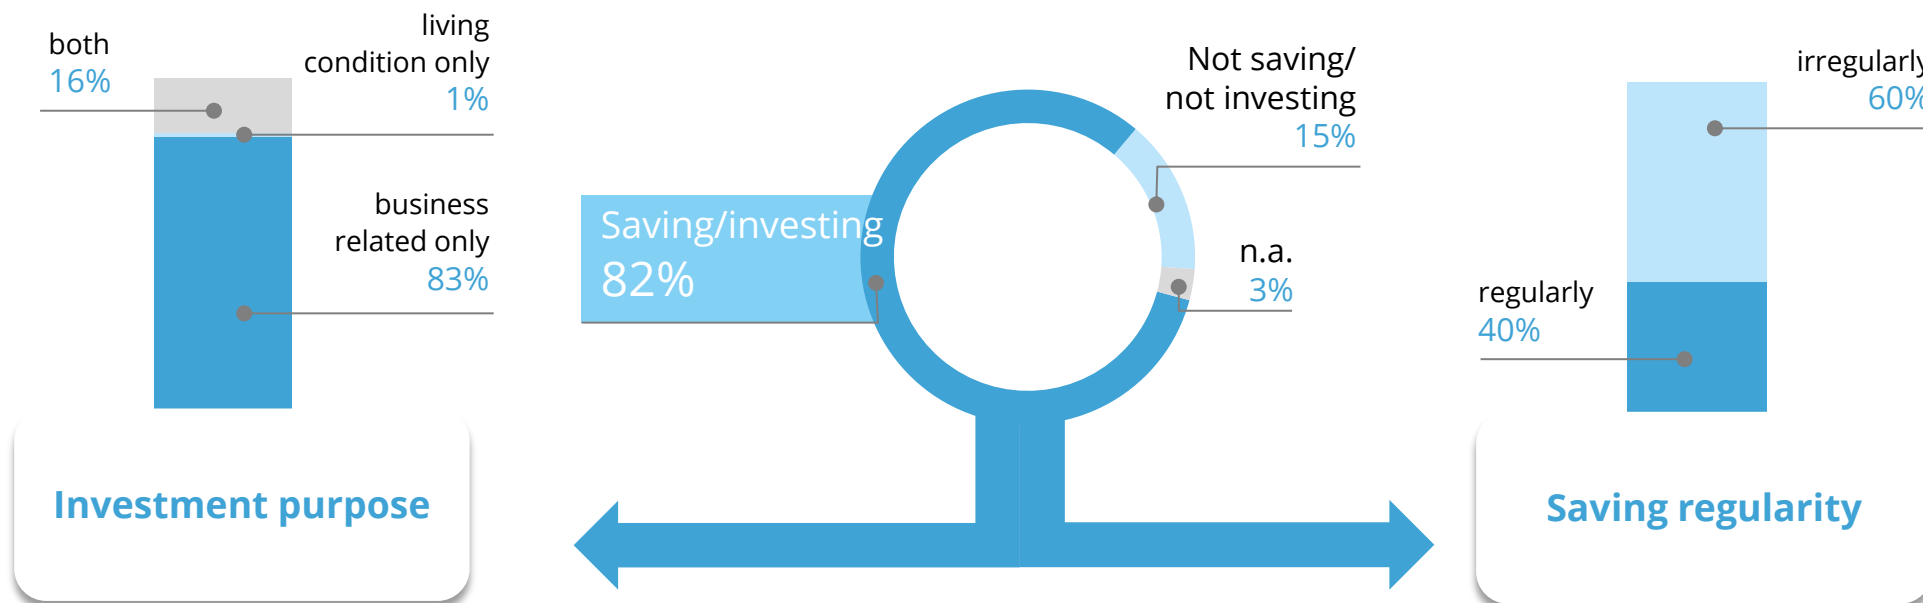 both
16%
living
condition only
1%
business
related only
83%
Investment purpose
Saving/investing
82%
Not saving/
not investing
15%
n.a.
3%
irregularly
60%
regularly
40%
Saving regularity